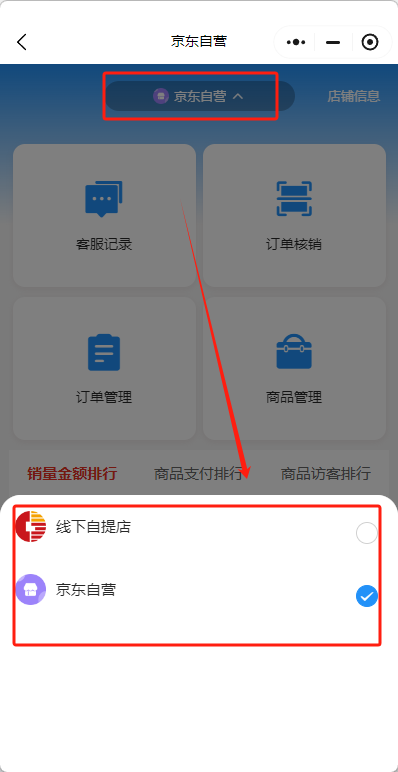 京东自营
京东自营
店铺信息
客服记录
订单核销
订单管理
商品管理
销量金额排行
商品支付排行
商品访客排行
线下自提店
京东自营